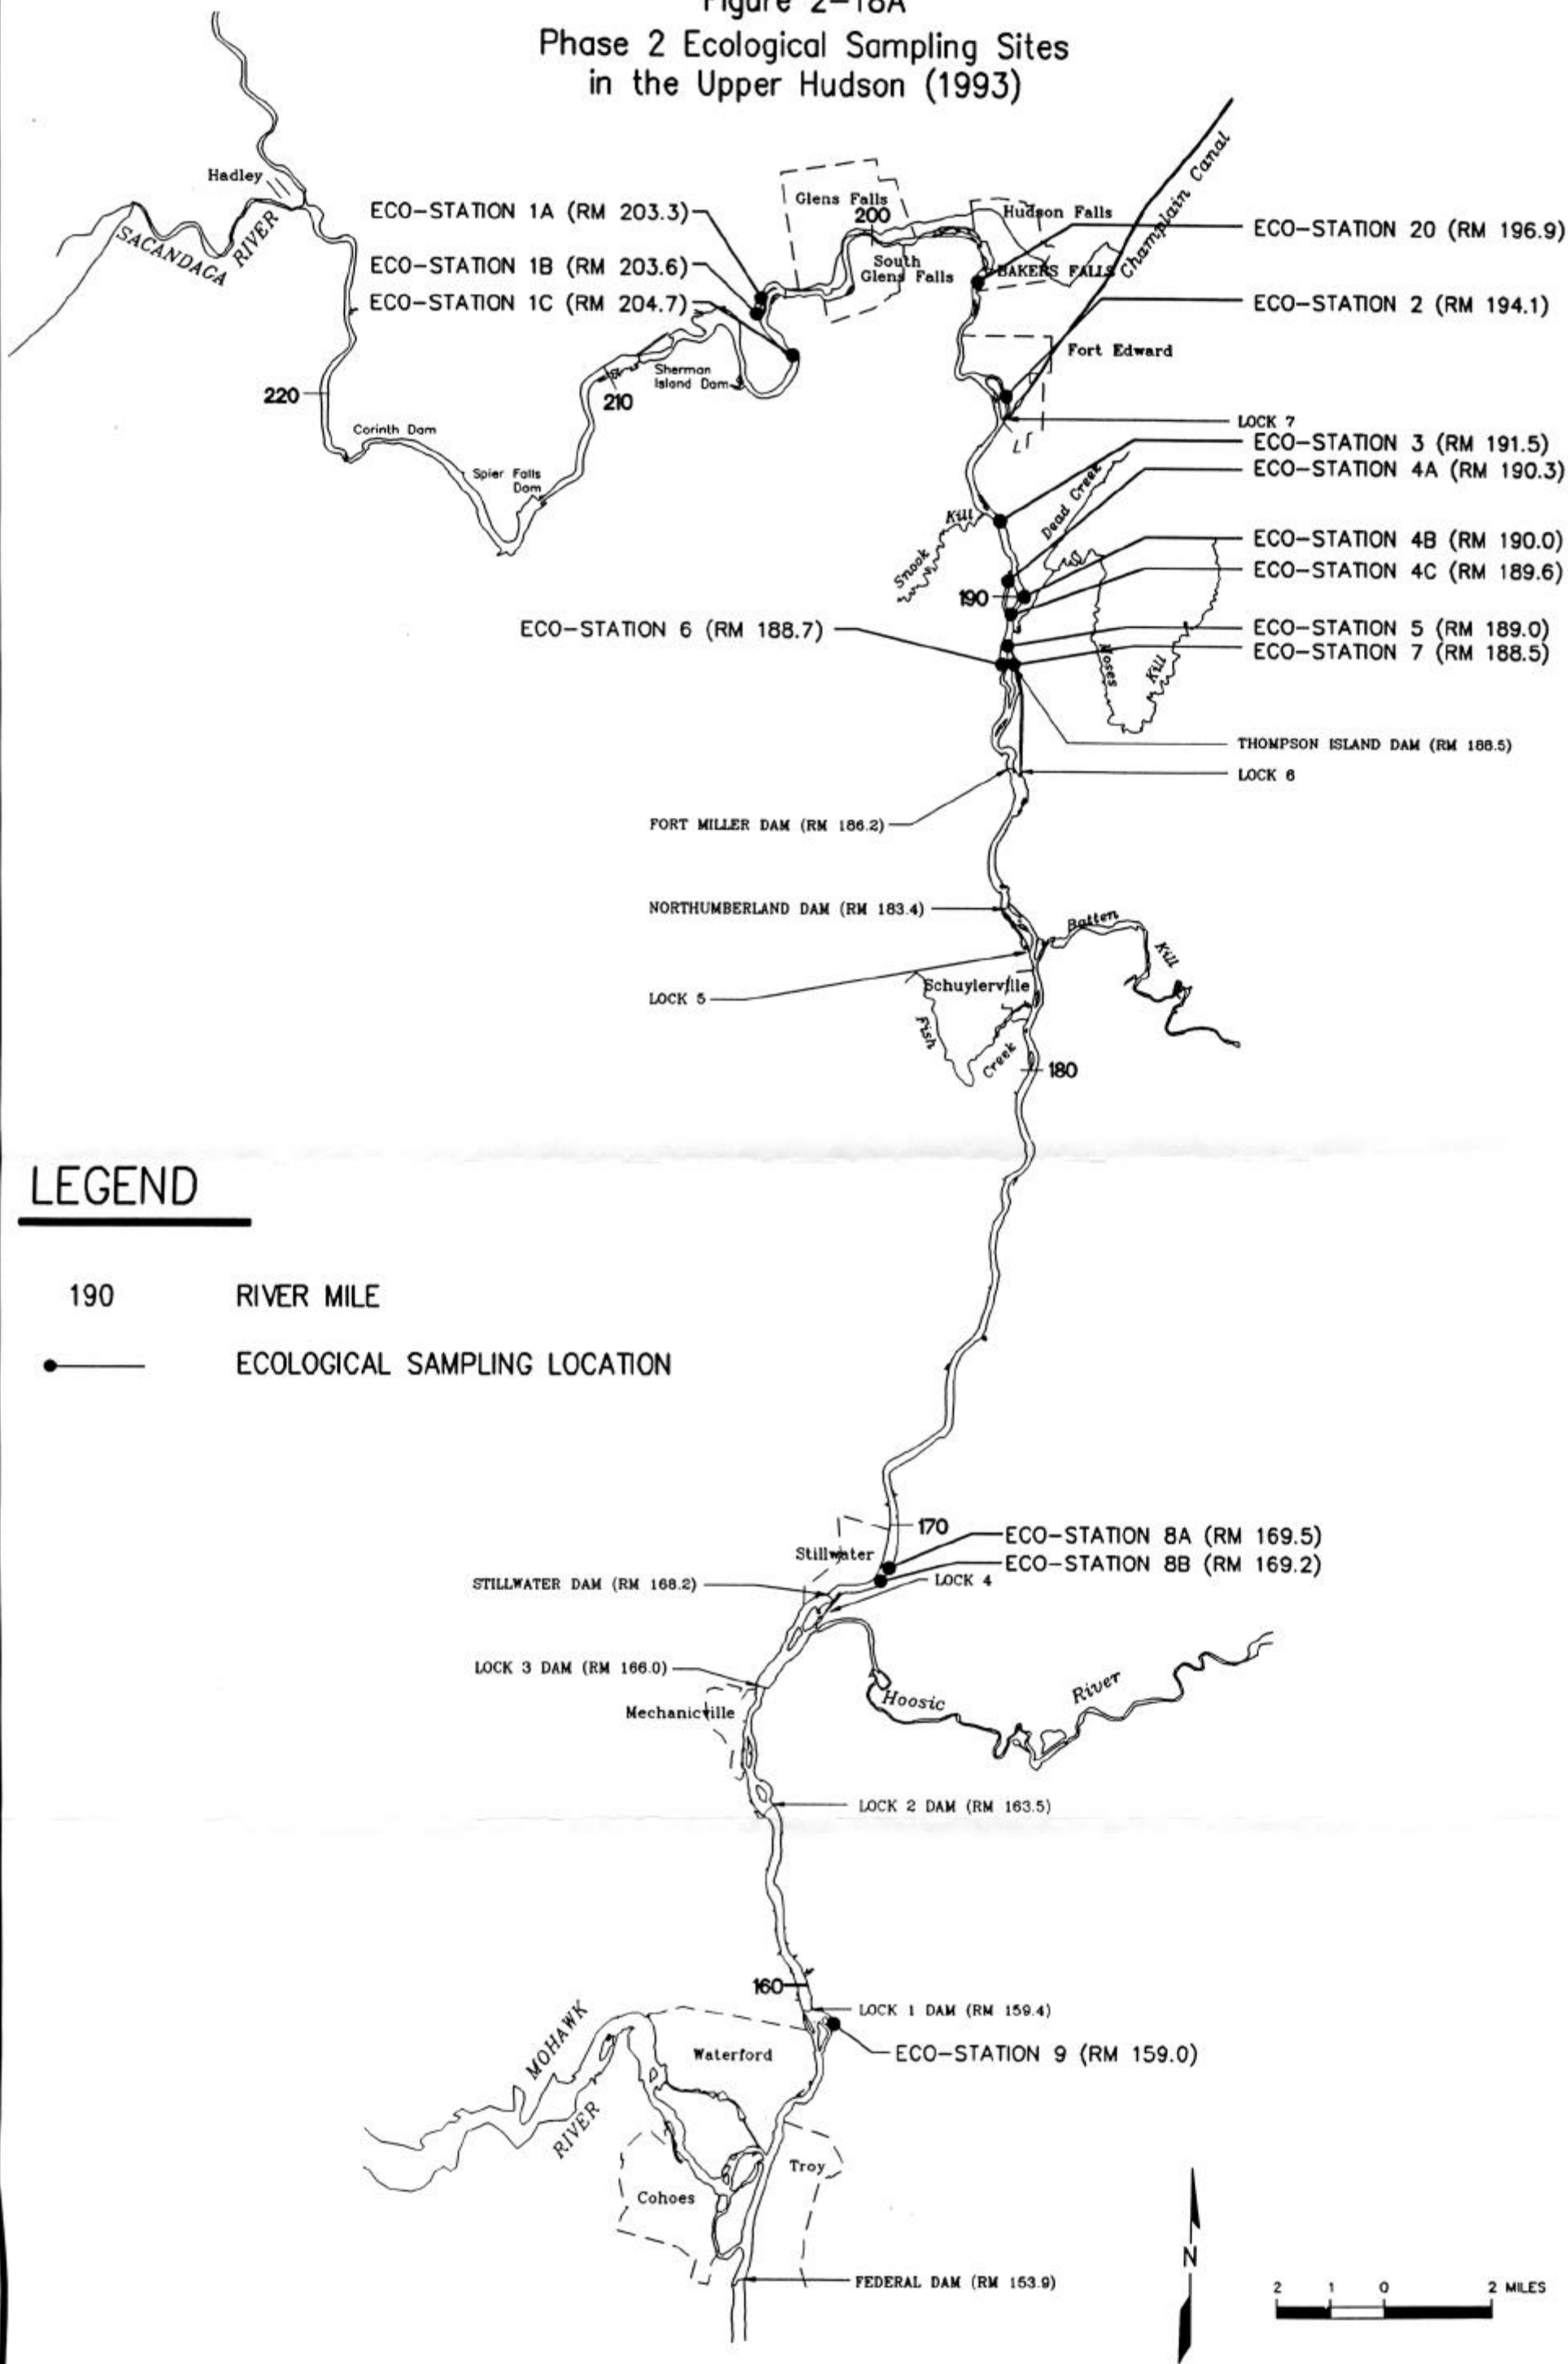 Figure 2-18A
Phase 2 Ecological Sampling Sites
in the Upper Hudson (1993)
Hadley
SACANDAGA
RIVER
ECO-STATION 1A (RM 203.3)
ECO-STATION 1B (RM 203.6)
ECO-STATION 1C (RM 204.7)
Glens Falls
200
South
Glens Falls
Hudson Falls
BAKERS FALLS
Champlain Canal
ECO-STATION 20 (RM 196.9)
ECO-STATION 2 (RM 194.1)
Fort Edward
Sherman
Island Dam
210
220
Corinth Dam
Spier Falls
Dam
LOCK 7
ECO-STATION 3 (RM 191.5)
ECO-STATION 4A (RM 190.3)
Dead Creek
Snook
Kill
ECO-STATION 4B (RM 190.0)
ECO-STATION 4C (RM 189.6)
190
ECO-STATION 6 (RM 188.7)
ECO-STATION 5 (RM 189.0)
ECO-STATION 7 (RM 188.5)
Moses
Kill
THOMPSON ISLAND DAM (RM 188.5)
LOCK 6
FORT MILLER DAM (RM 186.2)
NORTHUMBERLAND DAM (RM 183.4)
Batten
Kill
LOCK 5
Schuylerville
Fish
Creek
180
LEGEND
190 RIVER MILE
ECOLOGICAL SAMPLING LOCATION
170
ECO-STATION 8A (RM 169.5)
Stillwater
ECO-STATION 8B (RM 169.2)
STILLWATER DAM (RM 168.2)
LOCK 4
LOCK 3 DAM (RM 166.0)
Hoosic
River
Mechanicville
LOCK 2 DAM (RM 163.5)
160
LOCK 1 DAM (RM 159.4)
MOHAWK
RIVER
Waterford
ECO-STATION 9 (RM 159.0)
Troy
Cohoes
FEDERAL DAM (RM 153.9)
N
2 1 0 2 MILES